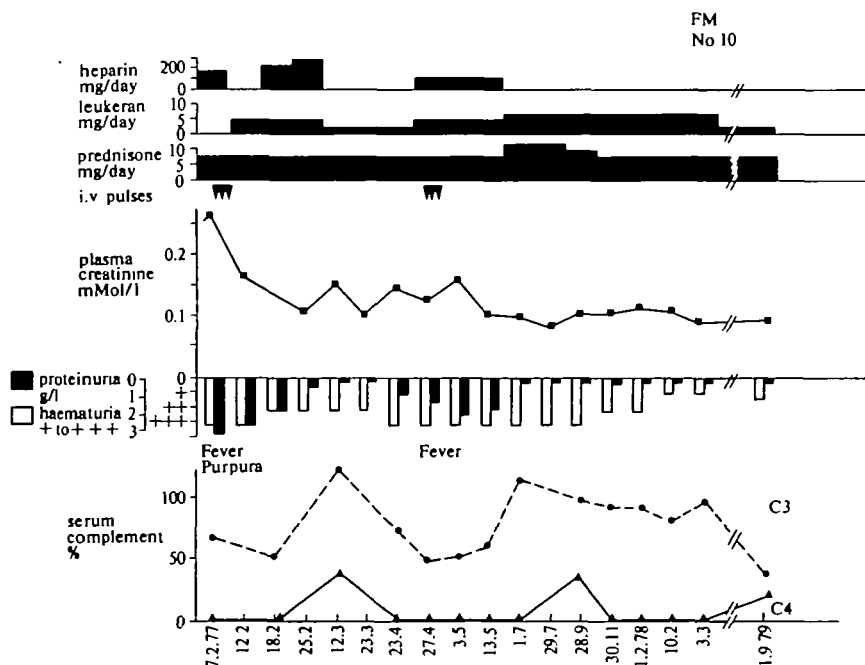 FM
No 10
heparin
mg/day
200
0
leukeran
mg/day
10
5
0
prednisone
mg/day
10
5
0
i.v pulses
plasma
creatinine
mMol/l
0.2
0.1
0
proteinuria 0
g/l 1 +
haematuria 2 ++
+ to +++ 3 +++
Fever
Purpura
Fever
serum
complement
%
100
50
0
C3
C4
7.2.77 12.2 18.2 25.2 12.3 23.3 23.4 27.4 3.5 13.5 1.7 29.7 28.9 30.11 1.2.78 10.2 3.3 1.9 79